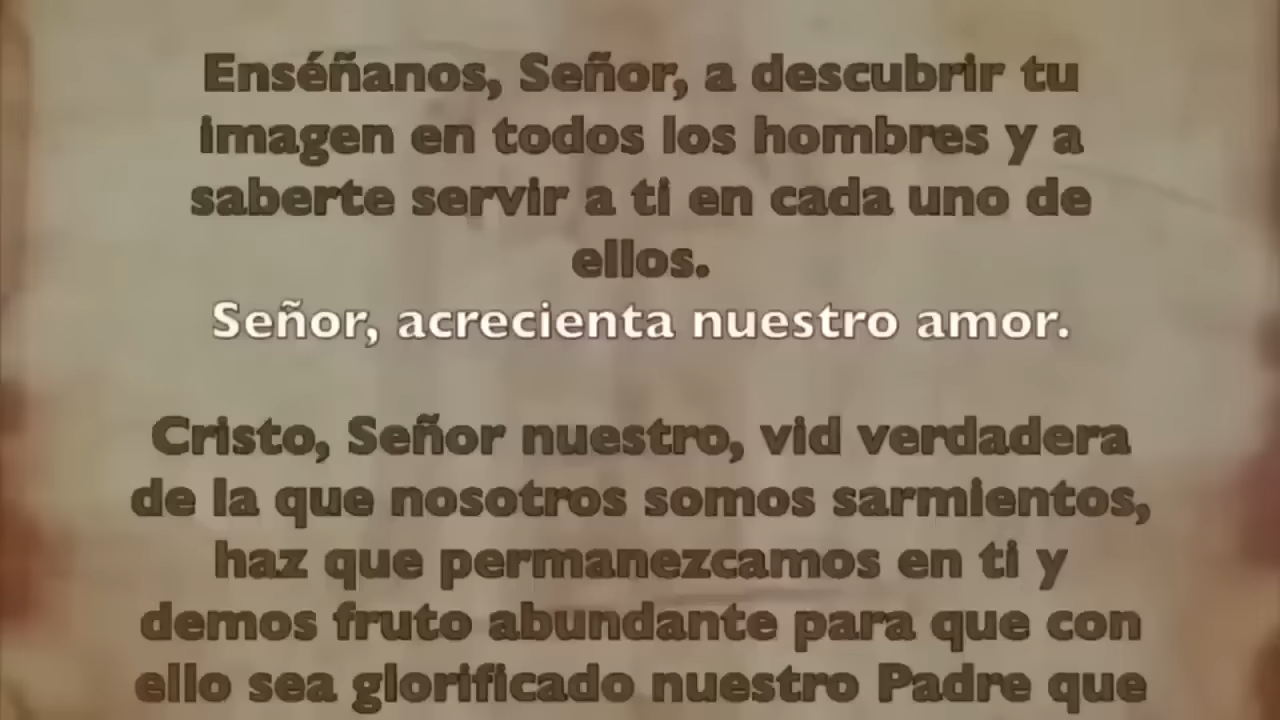 Enséñanos, Señor, a descubrir tu
imagen en todos los hombres y a
saberte servir a ti en cada uno de
ellos.
Señor, acrecienta nuestro amor.
Cristo, Señor nuestro, vid verdadera
de la que nosotros somos sarmientos,
haz que permanezcamos en ti y
demos fruto abundante para que con
ello sea glorificado nuestro Padre que